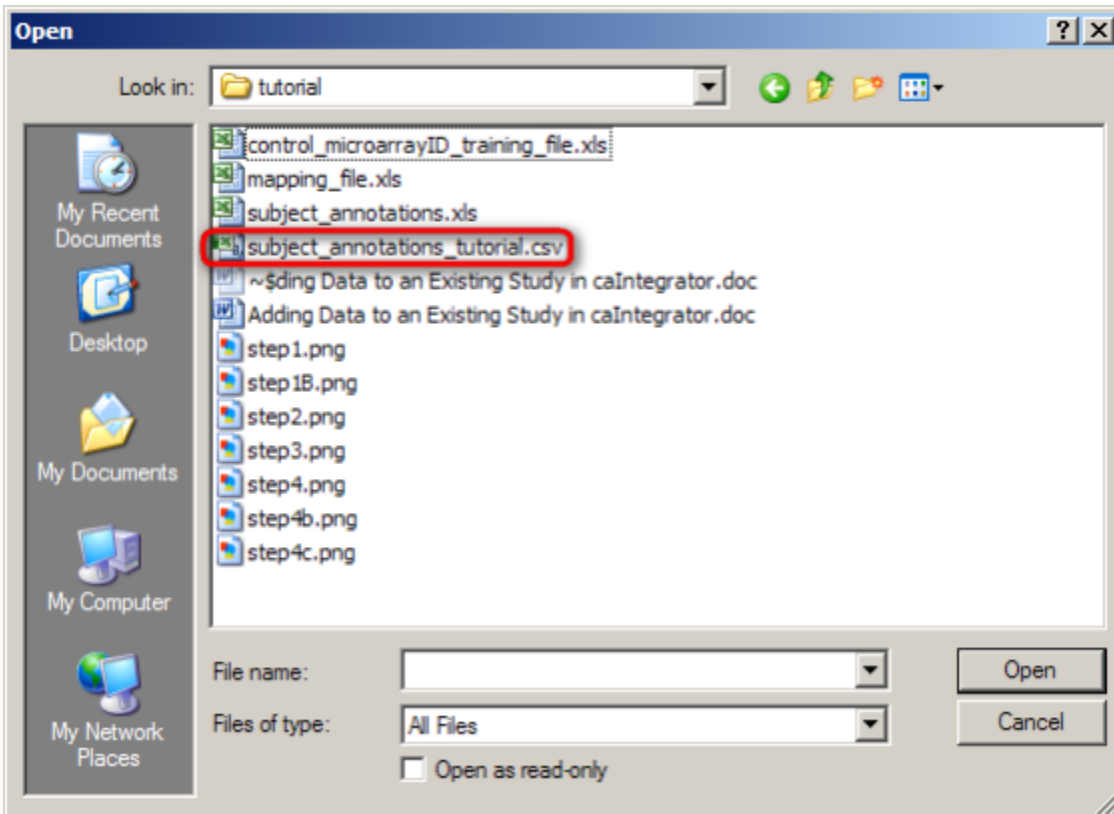 Open
Look in: tutorial
My Recent
Documents
Desktop
My Documents
My Computer
My Network
Places
control_microarrayID_training_file.xls
mapping_file.xls
subject_annotations.xls
subject_annotations_tutorial.csv
~$ding Data to an Existing Study in caIntegrator.doc
Adding Data to an Existing Study in caIntegrator.doc
step1.png
step1B.png
step2.png
step3.png
step4.png
step4b.png
step4c.png
File name:
Open
Files of type: All Files
Cancel
Open as read-only